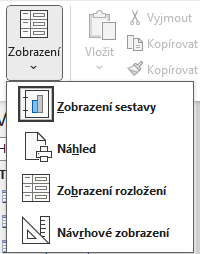 Zobrazení
Vložit
Vyjmout
Kopírovat
Kopírovat
Zobrazení sestavy
Náhled
Zobrazení rozložení
Návrhové zobrazení